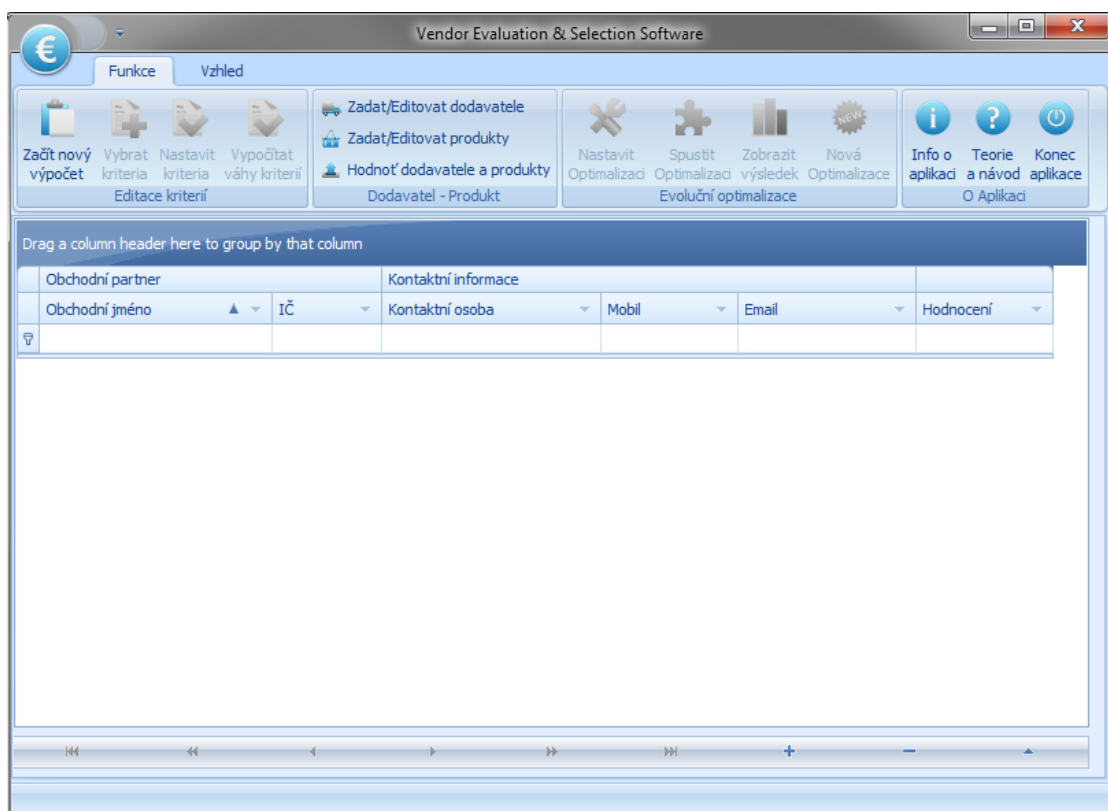 Vendor Evaluation & Selection Software
€
Funkce Vzhled
Začít nový výpočet
Vybrat kriteria
Nastavit kriteria
Vypočítat váhy kriterií
Editace kriterií
Zadat/Editovat dodavatele
Zadat/Editovat produkty
Hodnoť dodavatele a produkty
Dodavatel - Produkt
Nastavit Optimalizaci
Spustit Optimalizaci
Zobrazit výsledek
NEW
Nová Optimalizace
Evoluční optimalizace
Info o aplikaci
Teorie a návod
Konec aplikace
O Aplikaci
Drag a column header here to group by that column
Obchodní partner Kontaktní informace
Obchodní jméno IČ Kontaktní osoba Mobil Email Hodnocení